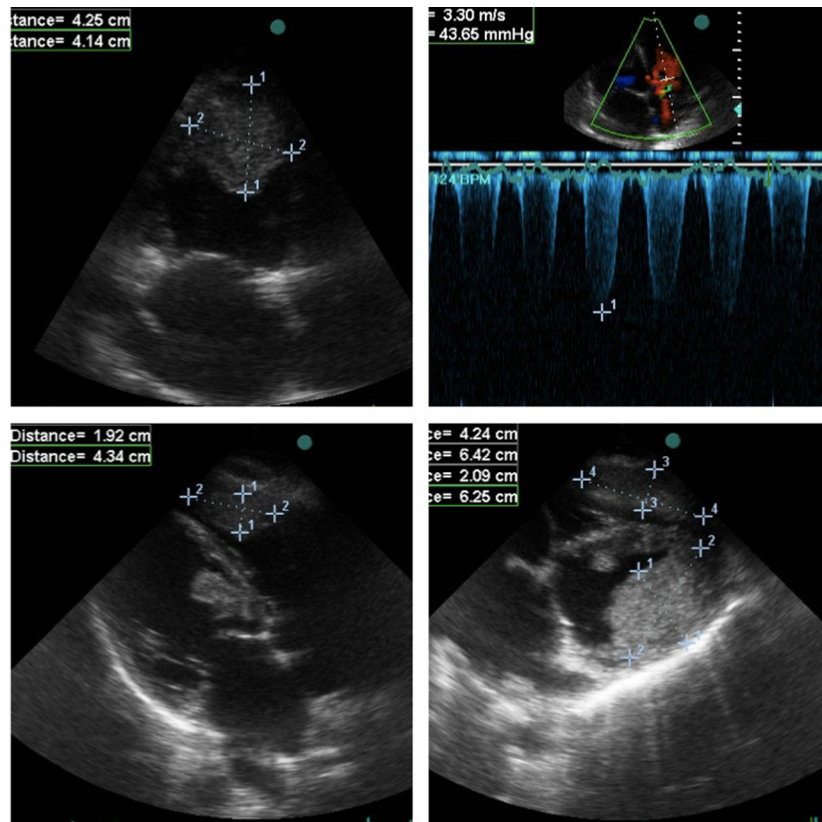 stance= 4.25 cm
stance= 4.14 cm
1
2
2
1
= 3.30 m/s
= 43.65 mmHg
124 BPM
1
Distance= 1.92 cm
Distance= 4.34 cm
2
1
2
1
ce= 4.24 cm
ce= 6.42 cm
ce= 2.09 cm
ce= 6.25 cm
4
3
3
4
2
1
2